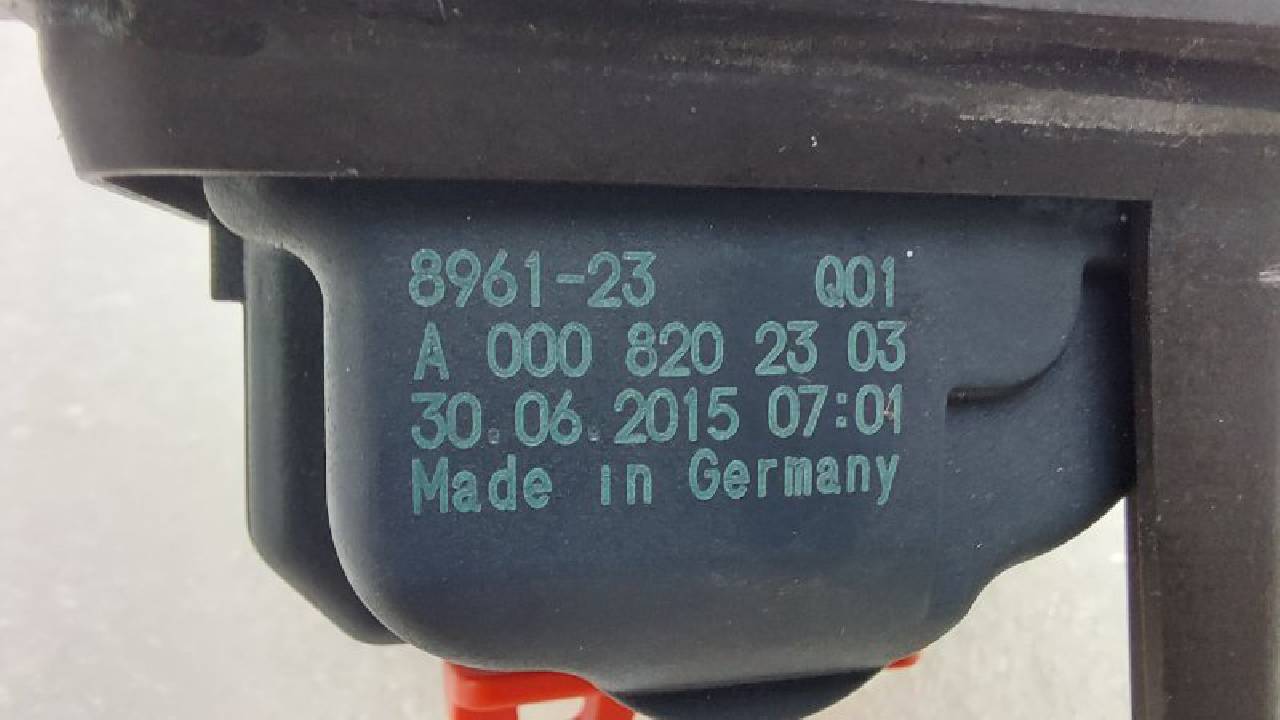 8961-23 Q01
A 000 820 23 03
30.06.2015 07:01
Made in Germany